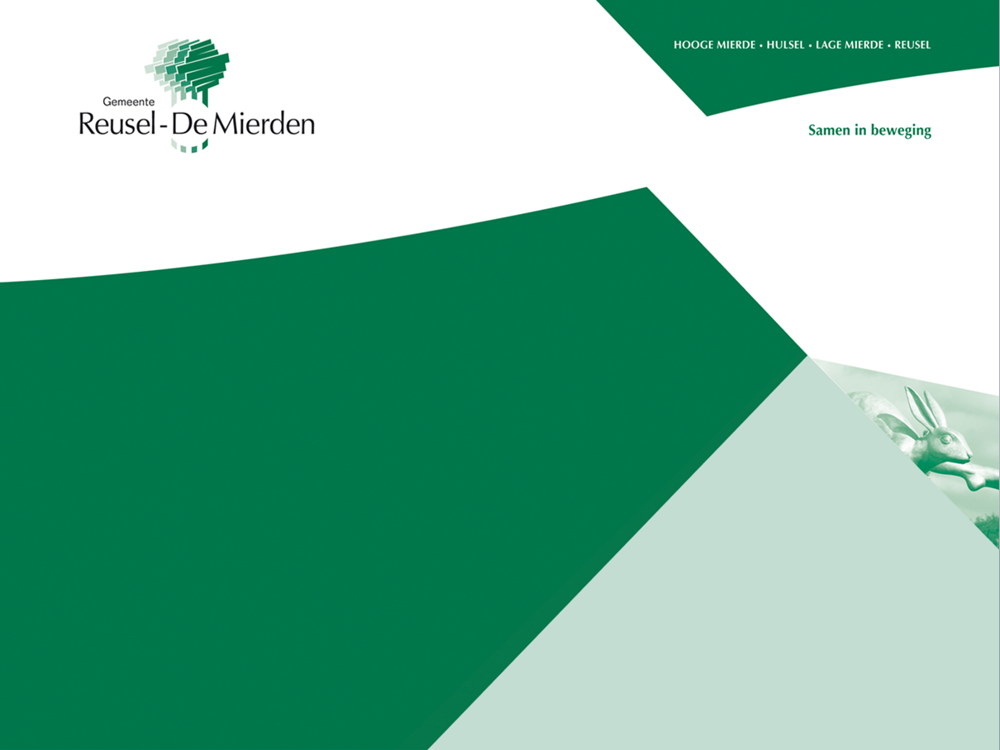 Gemeente
Reusel - De Mierden
HOOGE MIERDE • HULSEL • LAGE MIERDE • REUSEL
Samen in beweging